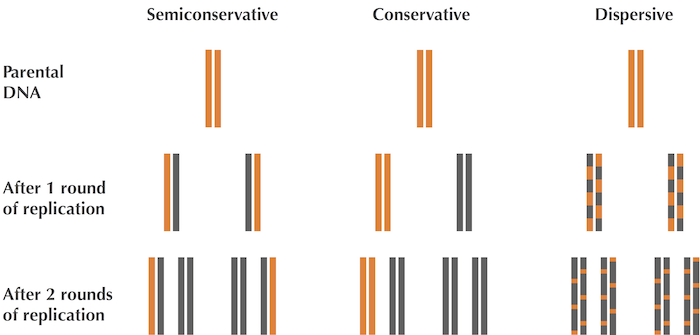 Semiconservative Conservative Dispersive
Parental
DNA
After 1 round
of replication
After 2 rounds
of replication